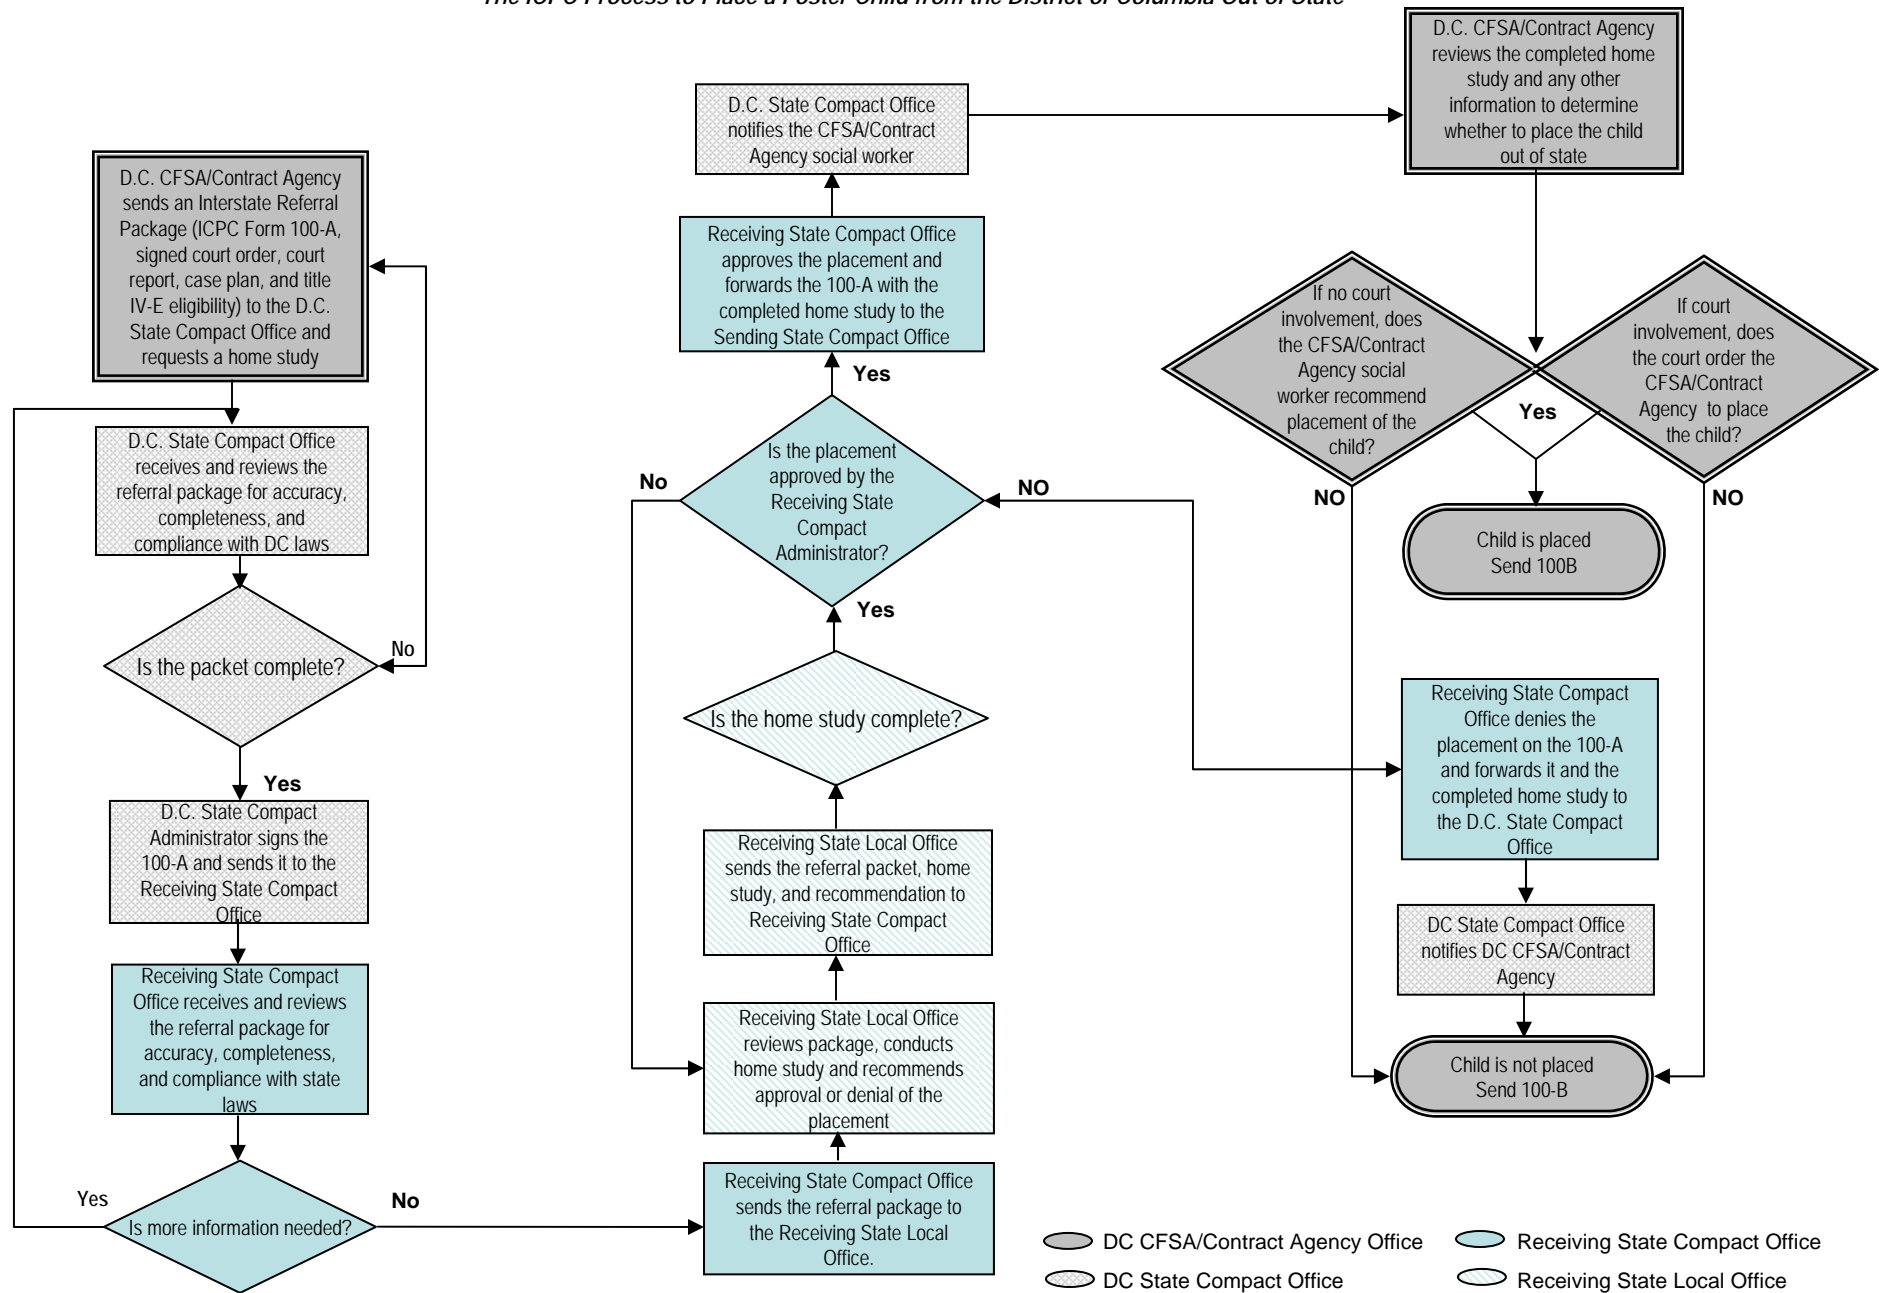 The ICPC Process to Place a Foster Child from the District of Columbia Out of State
D.C. CFSA/Contract Agency
sends an Interstate Referral
Package (ICPC Form 100-A,
signed court order, court
report, case plan, and title
IV-E eligibility) to the D.C.
State Compact Office and
requests a home study
D.C. State Compact Office
receives and reviews the
referral package for accuracy,
completeness, and
compliance with DC laws
Is the packet complete?
No
Yes
D.C. State Compact
Administrator signs the
100-A and sends it to the
Receiving State Compact
Office
Receiving State Compact
Office receives and reviews
the referral package for
accuracy, completeness,
and compliance with state
laws
Yes
Is more information needed?
No
D.C. State Compact Office
notifies the CFSA/Contract
Agency social worker
Receiving State Compact Office
approves the placement and
forwards the 100-A with the
completed home study to the
Sending State Compact Office
Yes
No
Is the placement
approved by the
Receiving State
Compact
Administrator?
NO
Yes
Is the home study complete?
Receiving State Local Office
sends the referral packet, home
study, and recommendation to
Receiving State Compact
Office
Receiving State Local Office
reviews package, conducts
home study and recommends
approval or denial of the
placement
Receiving State Compact Office
sends the referral package to
the Receiving State Local
Office.
D.C. CFSA/Contract Agency
reviews the completed home
study and any other
information to determine
whether to place the child
out of state
If no court
involvement, does
the CFSA/Contract
Agency social
worker recommend
placement of the
child?
If court
involvement, does
the court order the
CFSA/Contract
Agency to place
the child?
Yes
NO
NO
Child is placed
Send 100B
Receiving State Compact
Office denies the
placement on the 100-A
and forwards it and the
completed home study to
the D.C. State Compact
Office
DC State Compact Office
notifies DC CFSA/Contract
Agency
Child is not placed
Send 100-B
DC CFSA/Contract Agency Office
Receiving State Compact Office
DC State Compact Office
Receiving State Local Office